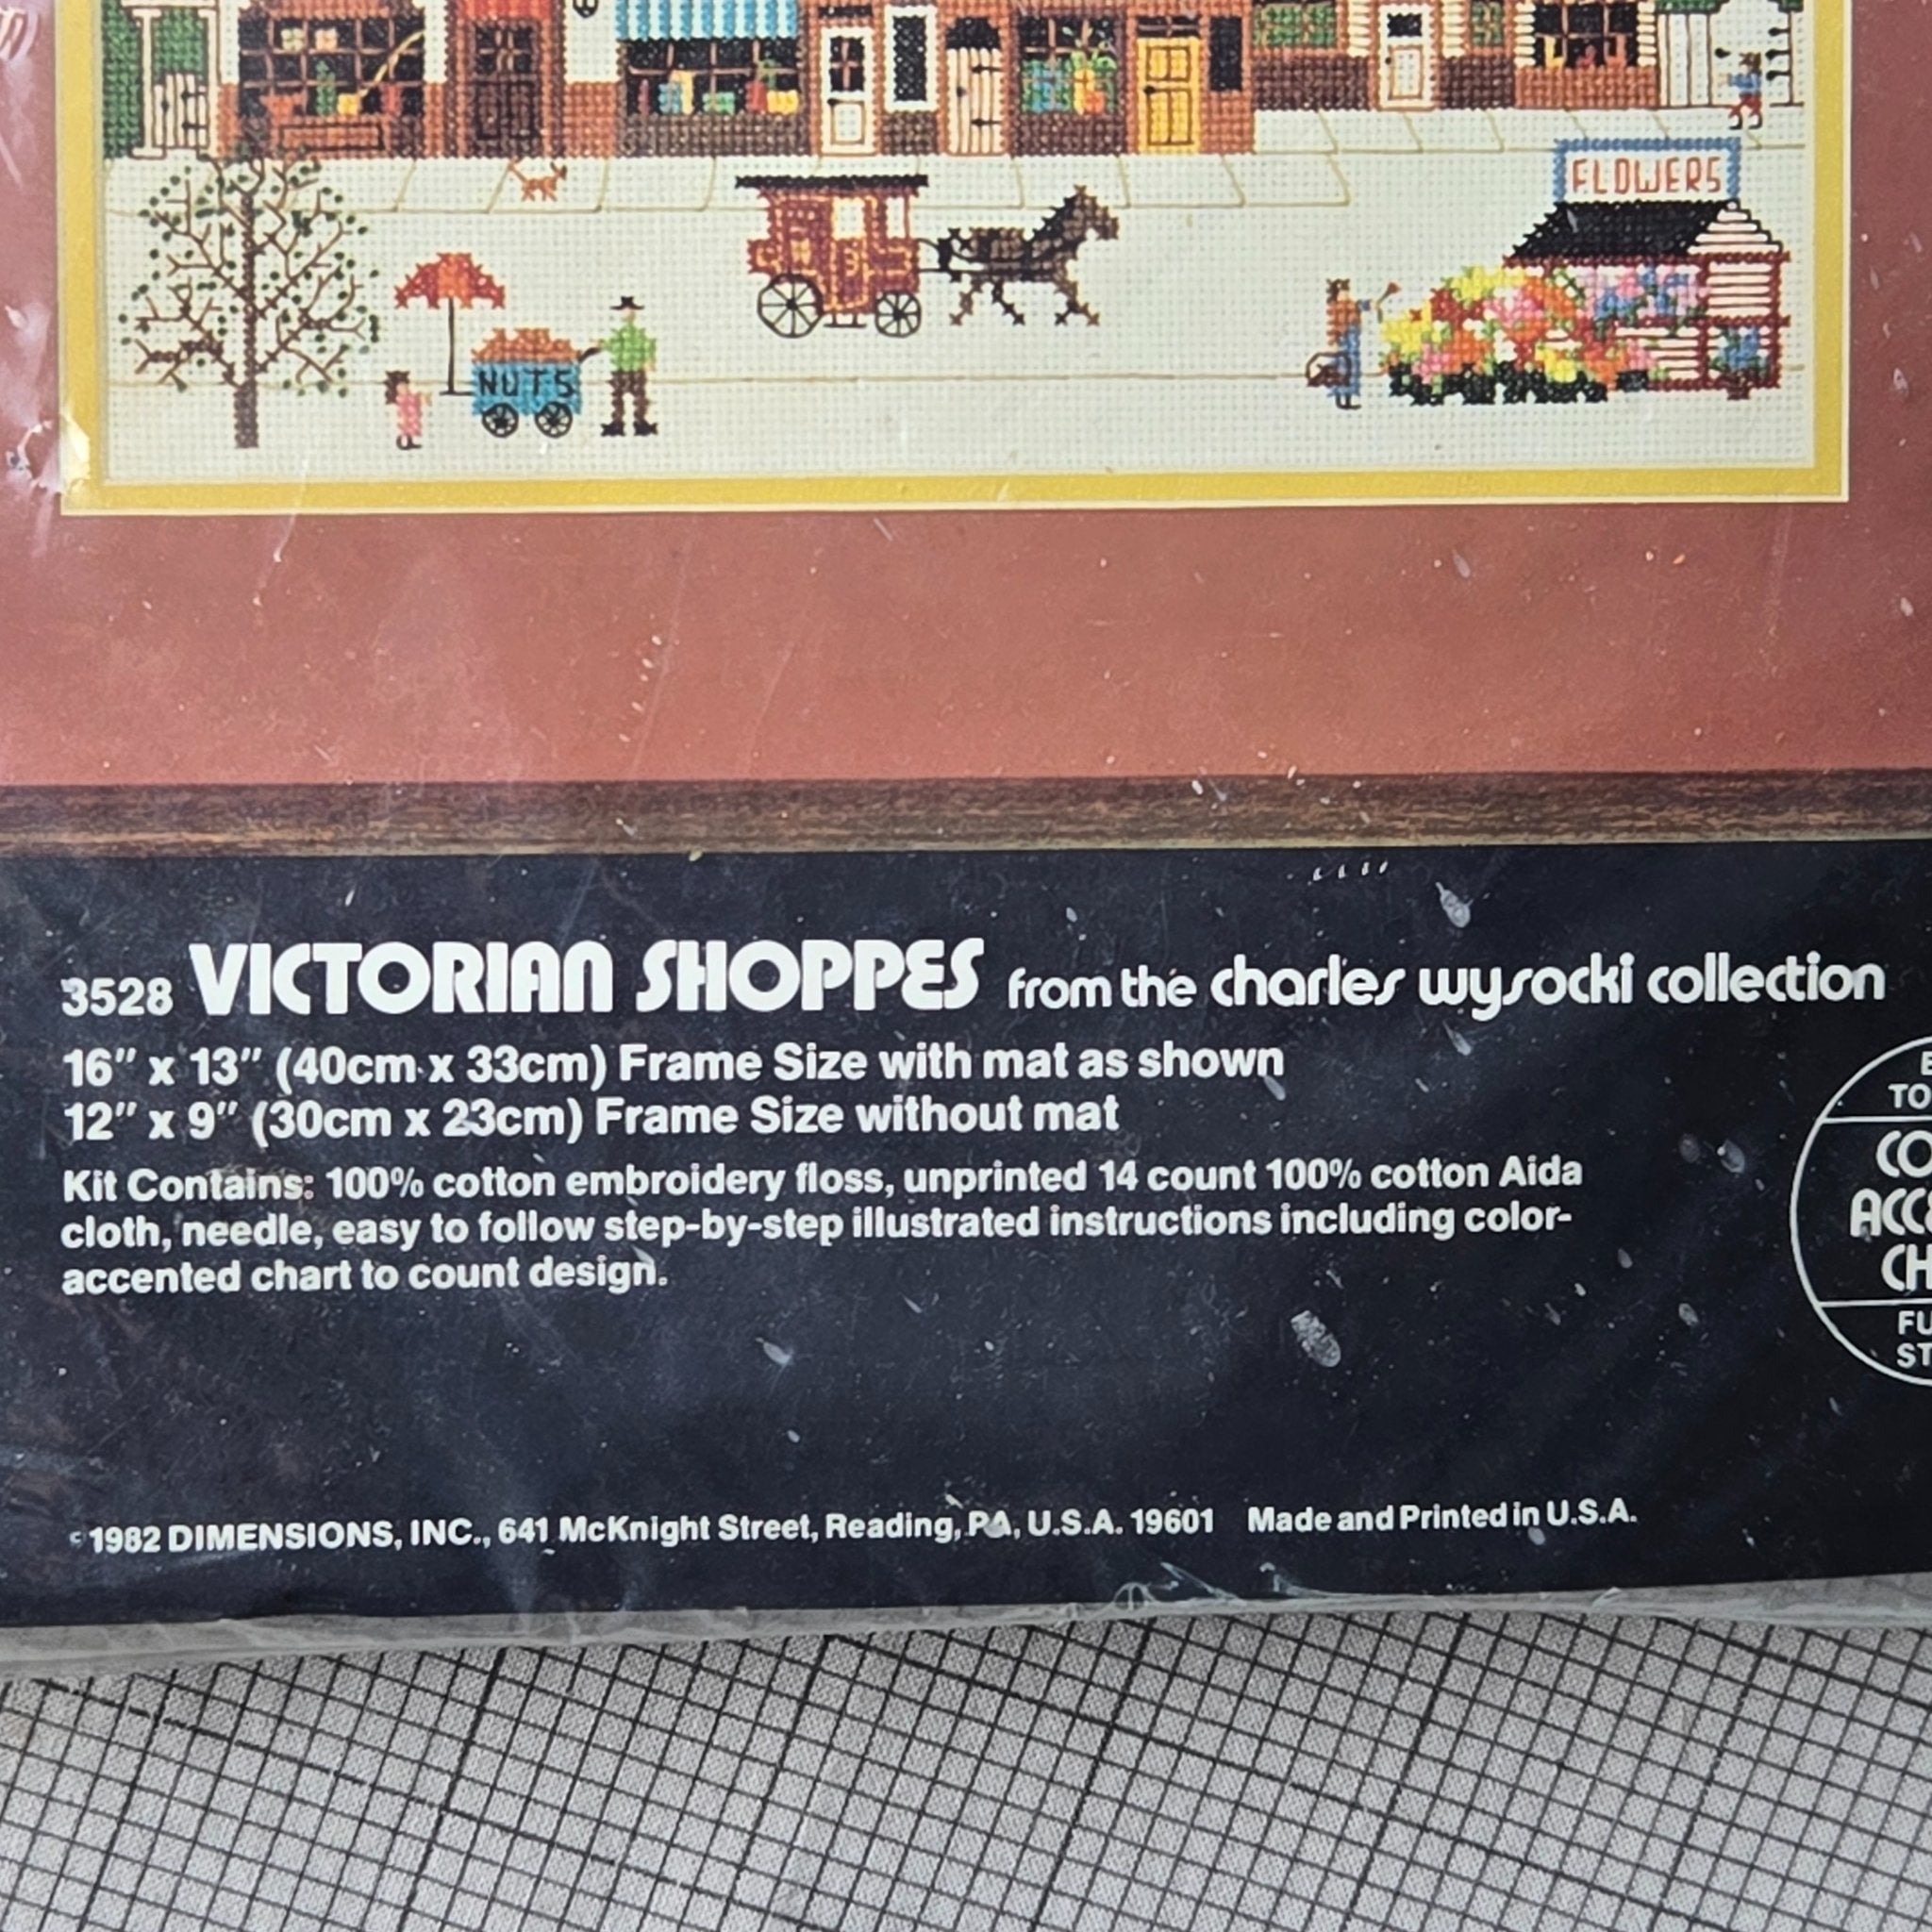 FLOWERS
NUTS
3528 VICTORIAN SHOPPES from the charles wysocki collection
16" x 13" (40cm x 33cm) Frame Size with mat as shown
12" x 9" (30cm x 23cm) Frame Size without mat
Kit Contains: 100% cotton embroidery floss, unprinted 14 count 100% cotton Aida
cloth, needle, easy to follow step-by-step illustrated instructions including color-
accented chart to count design.
© 1982 DIMENSIONS, INC., 641 McKnight Street, Reading, PA, U.S.A. 19601 Made and Printed in U.S.A.